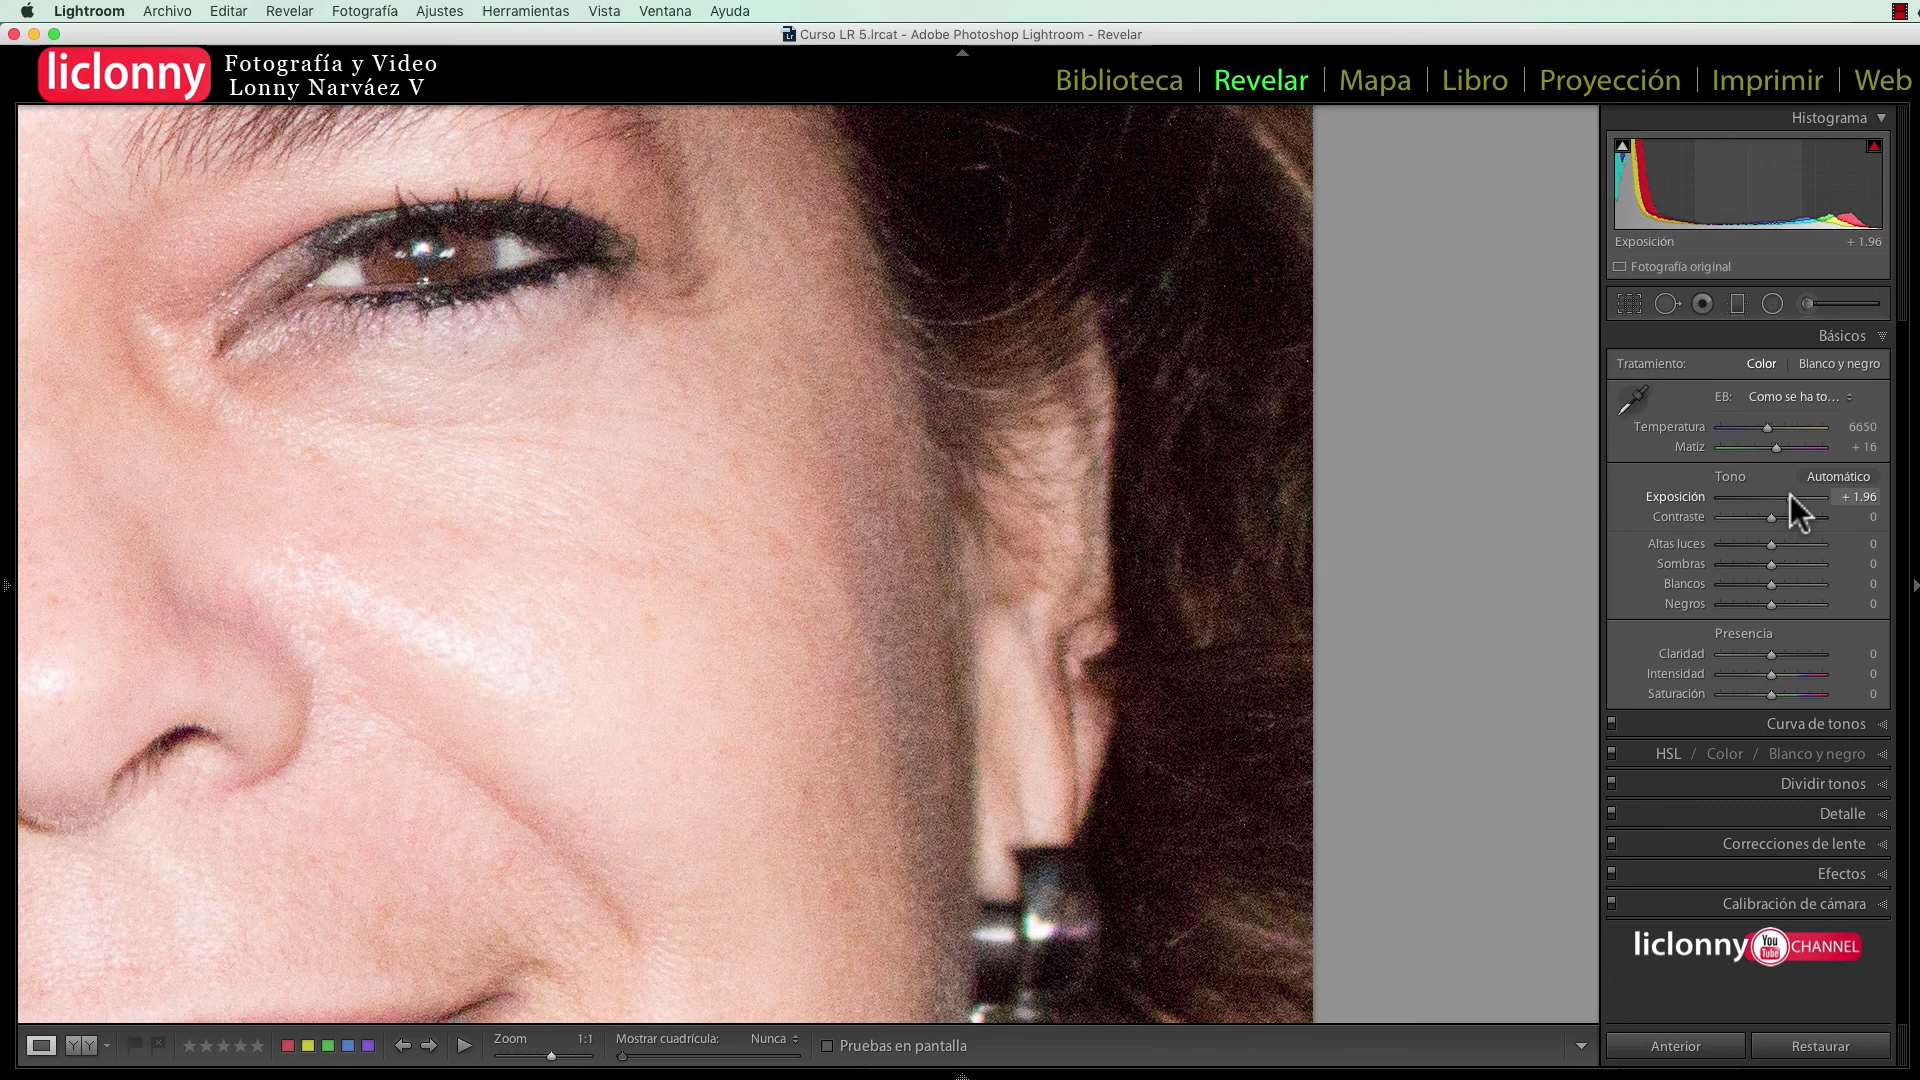 Lightroom Archivo Editar Revelar Fotografía Ajustes Herramientas Vista Ventana Ayuda
Curso LR 5.lrcat - Adobe Photoshop Lightroom - Revelar
liclonny
Fotografía y Video
Lonny Narváez V
Biblioteca Revelar Mapa Libro Proyección Imprimir Web
Histograma
Exposición + 1.96
Fotografía original
Básicos
Tratamiento: Color Blanco y negro
EB: Como se ha to...
Temperatura 6650
Matiz + 16
Tono Automático
Exposición + 1.96
Contraste 0
Altas luces 0
Sombras 0
Blancos 0
Negros 0
Presencia
Claridad 0
Intensidad 0
Saturación 0
Curva de tonos
HSL / Color / Blanco y negro
Dividir tonos
Detalle
Correcciones de lente
Efectos
Calibración de cámara
liclonny You Tube CHANNEL
YY Zoom 1:1 Mostrar cuadrícula: Nunca Pruebas en pantalla
Anterior Restaurar